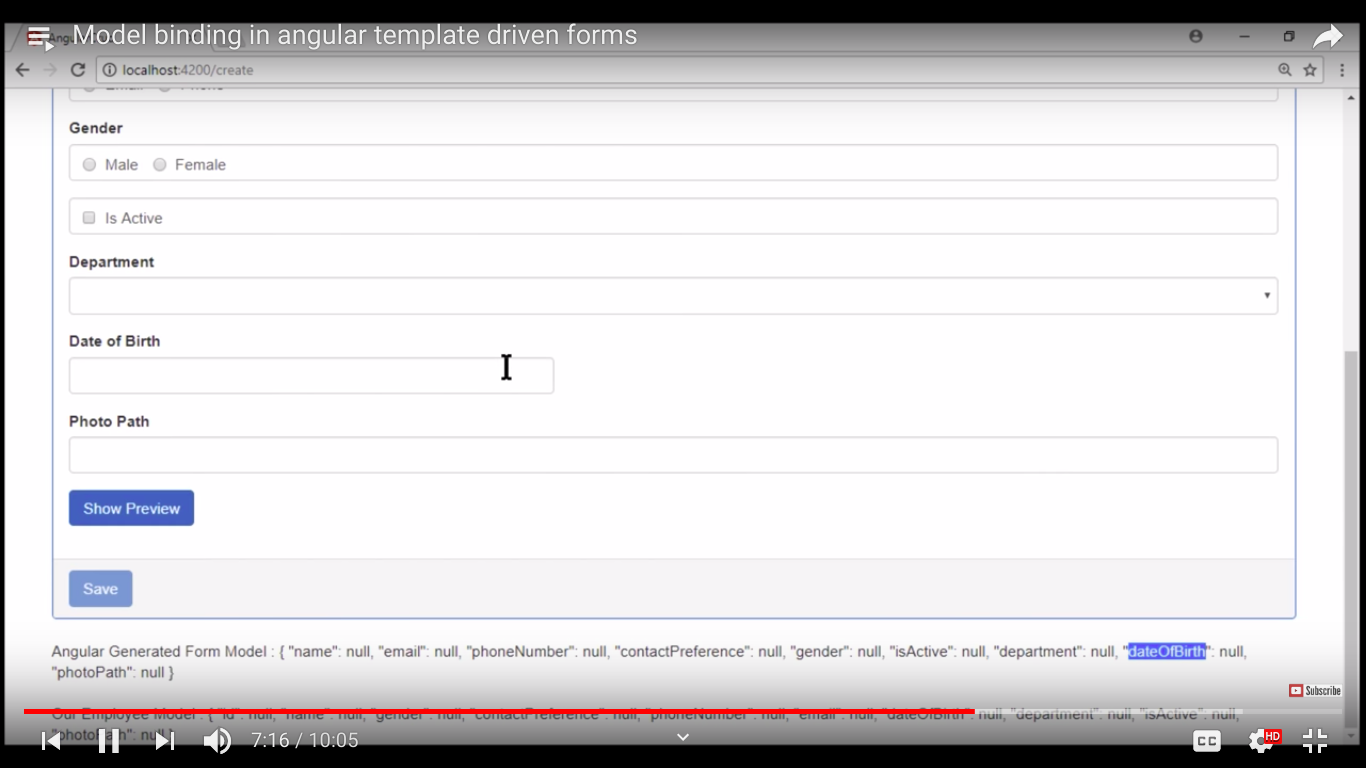 Model binding in angular template driven forms
localhost:4200/create
Email Phone
Gender
Male Female
Is Active
Department
Date of Birth
Photo Path
Show Preview
Save
Angular Generated Form Model : { "name": null, "email": null, "phoneNumber": null, "contactPreference": null, "gender": null, "isActive": null, "department": null, "dateOfBirth": null,
"photoPath": null }
Subscribe
Our Employee Model : { "id": null, "name": null, "gender": null, "contactPreference": null, "phoneNumber": null, "email": null, "dateOfBirth": null, "department": null, "isActive": null,
"photoPath": null }
7:16 / 10:05
CC
HD